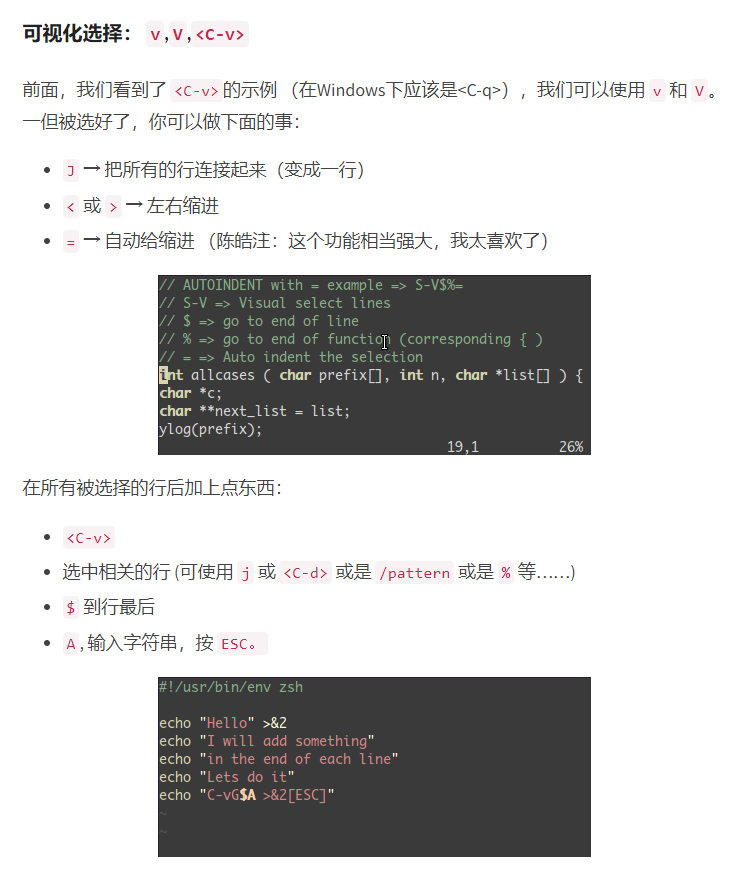 可视化选择： v,V,<C-v>
前面，我们看到了 <C-v>的示例 （在Windows下应该是<C-q>），我们可以使用 v 和 V。
一但被选好了，你可以做下面的事：
J → 把所有的行连接起来（变成一行）
< 或 > → 左右缩进
= → 自动给缩进 （陈皓注：这个功能相当强大，我太喜欢了）
// AUTOINDENT with = example => S-V$%=
// S-V => Visual select lines
// $ => go to end of line
// % => go to end of function (corresponding { )
// = => Auto indent the selection
int allcases ( char prefix[], int n, char *list[] ) {
char *c;
char **next_list = list;
ylog(prefix);
19,1 26%
在所有被选择的行后加上点东西：
<C-v>
选中相关的行 (可使用 j 或 <C-d> 或是 /pattern 或是 % 等……)
$ 到行最后
A, 输入字符串，按 ESC。
#!/usr/bin/env zsh
echo "Hello" >&2
echo "I will add something"
echo "in the end of each line"
echo "Lets do it"
echo "C-vG$A >&2[ESC]"
~
~